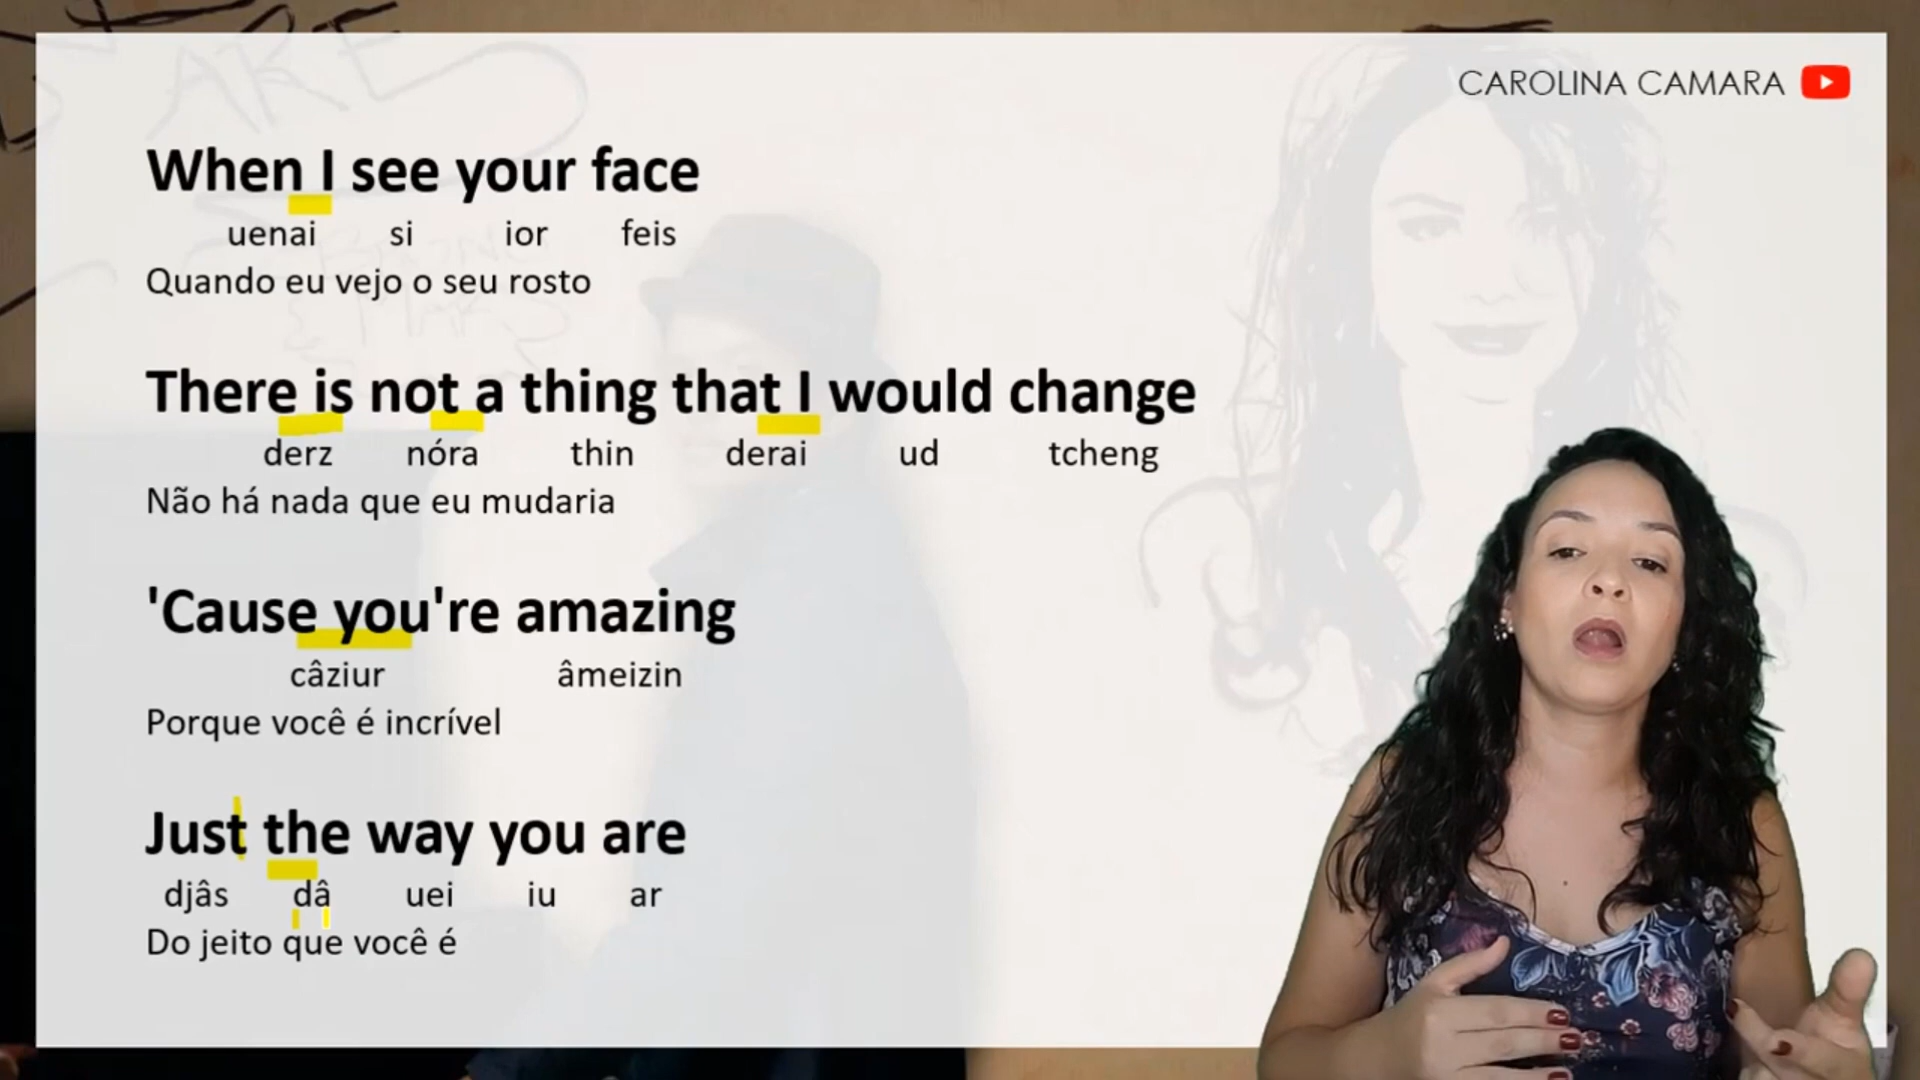 CAROLINA CAMARA
When I see your face
uenai si ior feis
Quando eu vejo o seu rosto
There is not a thing that I would change
derz nóra thin derai ud tcheng
Não há nada que eu mudaria
'Cause you're amazing
câziur âmeizin
Porque você é incrível
Just the way you are
djâs dâ uei iu ar
Do jeito que você é
ARE